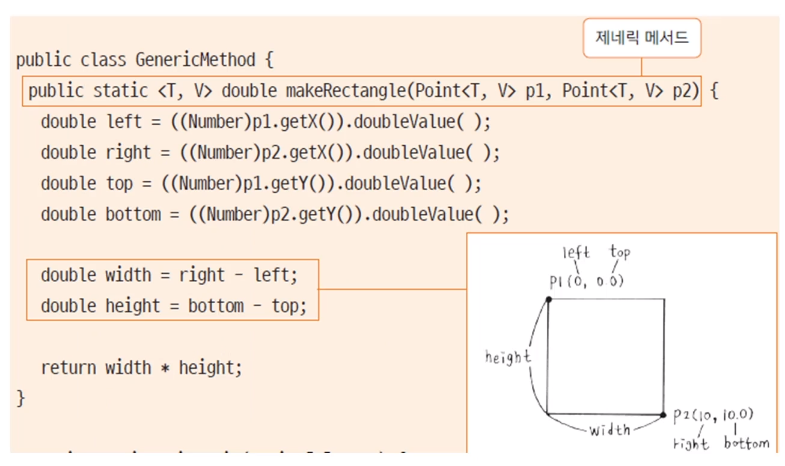 제네릭 메서드
public class GenericMethod {
public static <T, V> double makeRectangle(Point<T, V> p1, Point<T, V> p2) {
double left = ((Number)p1.getX()).doubleValue( );
double right = ((Number)p2.getX()).doubleValue( );
double top = ((Number)p1.getY()).doubleValue( );
double bottom = ((Number)p2.getY()).doubleValue( );
double width = right - left;
double height = bottom - top;
return width * height;
}
left top
P1(0, 0.0)
height
width
P2(10, 10.0)
right bottom